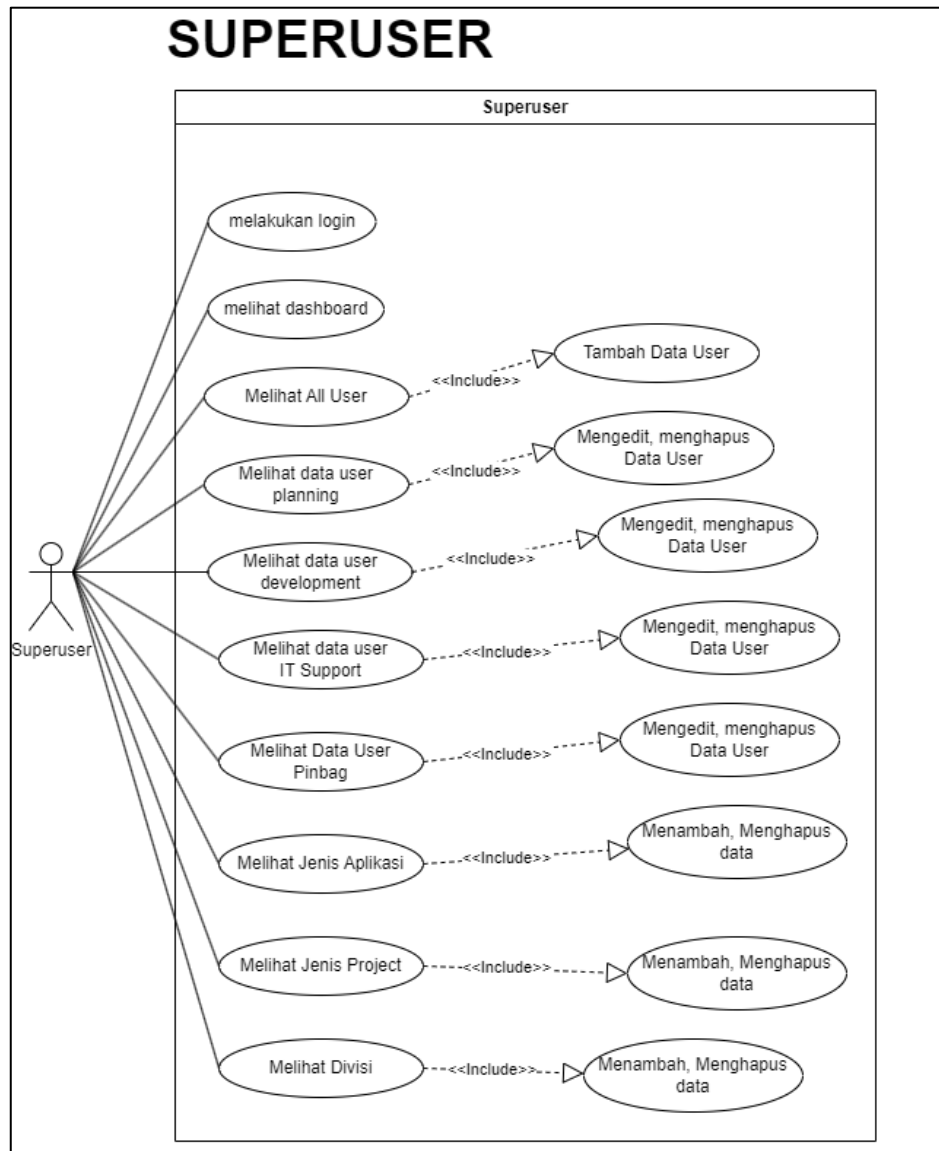 SUPERUSER
Superuser
melakukan login
melihat dashboard
Melihat All User
<<Include>>
Tambah Data User
Melihat data user
planning
<<Include>>
Mengedit, menghapus
Data User
Melihat data user
development
<<Include>>
Mengedit, menghapus
Data User
Superuser
Melihat data user
IT Support
<<Include>>
Mengedit, menghapus
Data User
Melihat Data User
Pinbag
<<Include>>
Mengedit, menghapus
Data User
Melihat Jenis Aplikasi
<<Include>>
Menambah, Menghapus
data
Melihat Jenis Project
<<Include>>
Menambah, Menghapus
data
Melihat Divisi
<<Include>>
Menambah, Menghapus
data